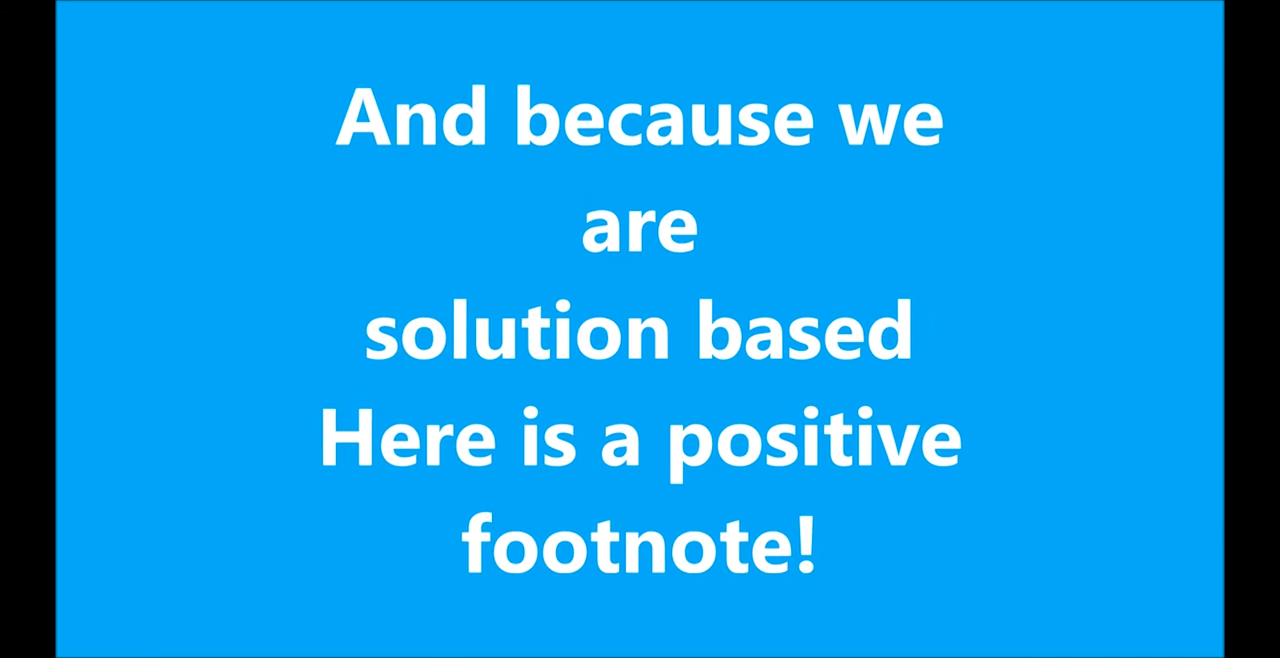 And because we
are
solution based
Here is a positive
footnote!